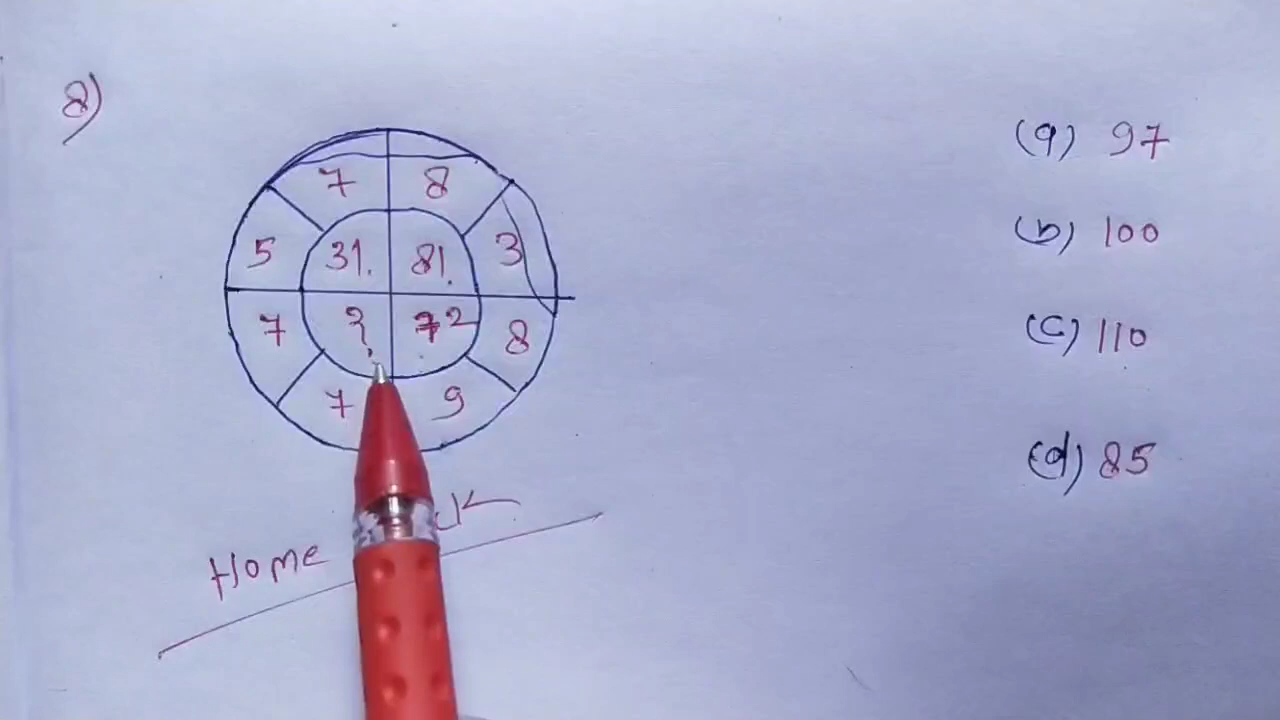 8)
(a) 97
7 8
(b) 100
5 31. 81. 3
7 ? 72 8
(c) 110
7 9
(d) 85
Home